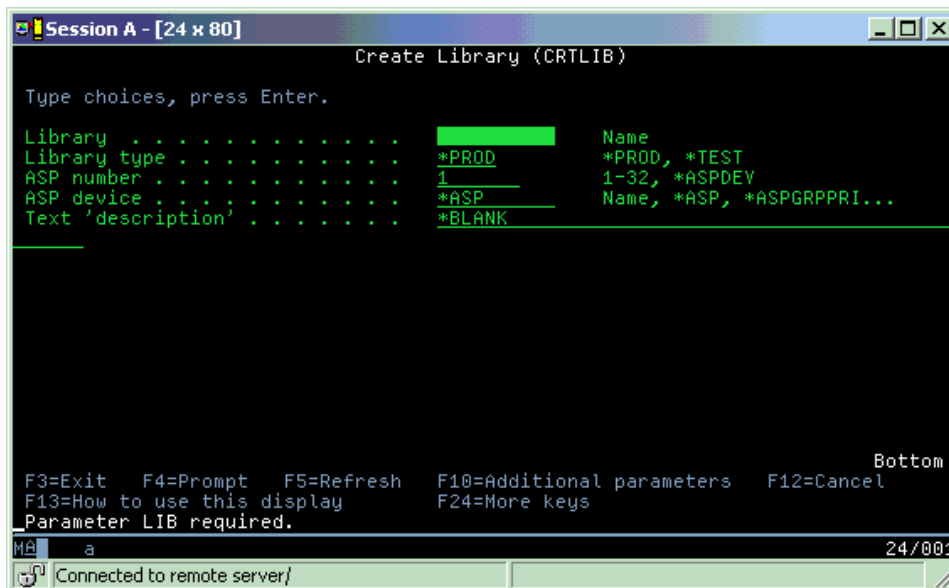 Session A - [24 x 80]
Create Library (CRTLIB)
Type choices, press Enter.
Library . . . . . . . . . . . . Name
Library type . . . . . . . . . . *PROD *PROD, *TEST
ASP number . . . . . . . . . . . 1 1-32, *ASPDEV
ASP device . . . . . . . . . . . *ASP Name, *ASP, *ASPGRPPRI...
Text 'description' . . . . . . . *BLANK
Bottom
F3=Exit F4=Prompt F5=Refresh F10=Additional parameters F12=Cancel
F13=How to use this display F24=More keys
Parameter LIB required.
MA a 24/001
Connected to remote server/